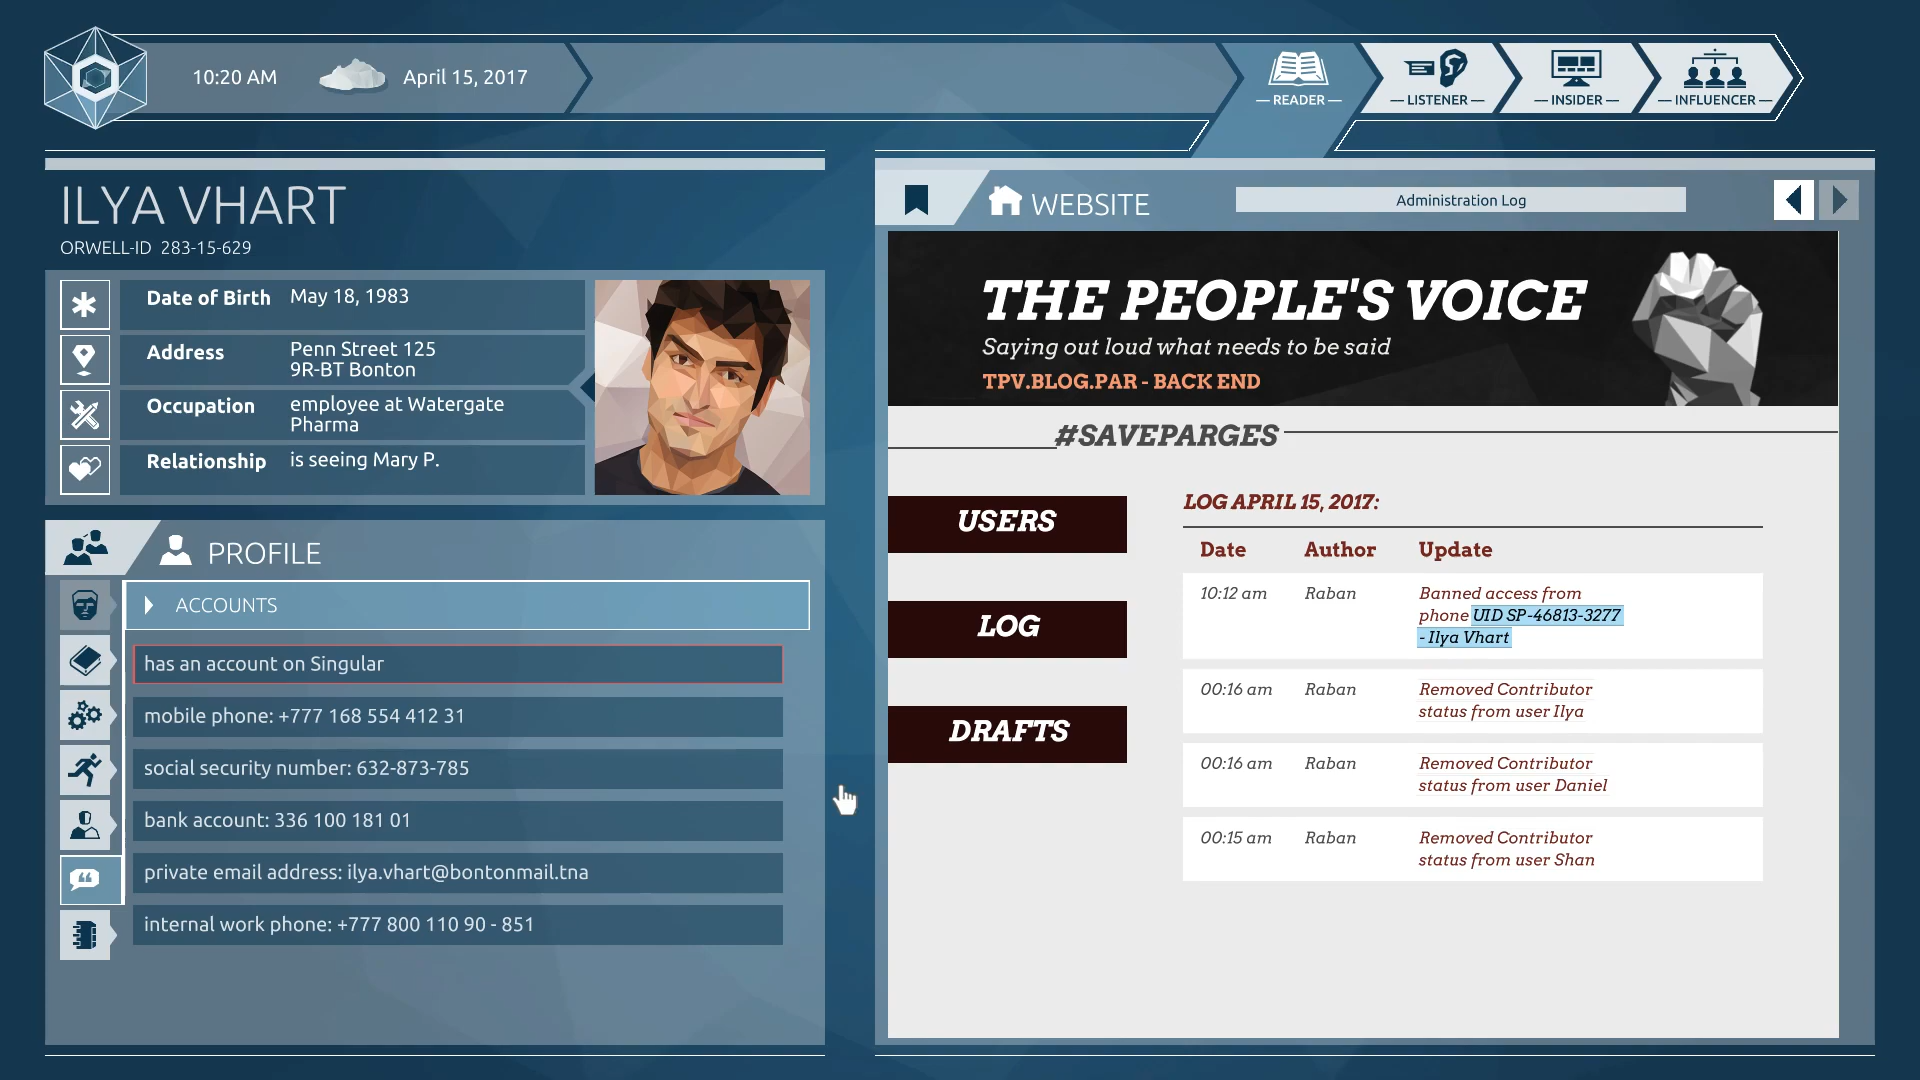 10:20 AM
April 15, 2017
READER
LISTENER
INSIDER
INFLUENCER
ILYA VHART
ORWELL-ID 283-15-629
Date of Birth May 18, 1983
Address Penn Street 125
9R-BT Bonton
Occupation employee at Watergate
Pharma
Relationship is seeing Mary P.
PROFILE
ACCOUNTS
has an account on Singular
mobile phone: +777 168 554 412 31
social security number: 632-873-785
bank account: 336 100 181 01
private email address: ilya.vhart@bontonmail.tna
internal work phone: +777 800 110 90 - 851
WEBSITE
Administration Log
THE PEOPLE'S VOICE
Saying out loud what needs to be said
TPV.BLOG.PAR - BACK END
#SAVEPARGES
USERS
LOG
DRAFTS
LOG APRIL 15, 2017:
Date Author Update
10:12 am Raban Banned access from
phone UID SP-46813-3277
- Ilya Vhart
00:16 am Raban Removed Contributor
status from user Ilya
00:16 am Raban Removed Contributor
status from user Daniel
00:15 am Raban Removed Contributor
status from user Shan